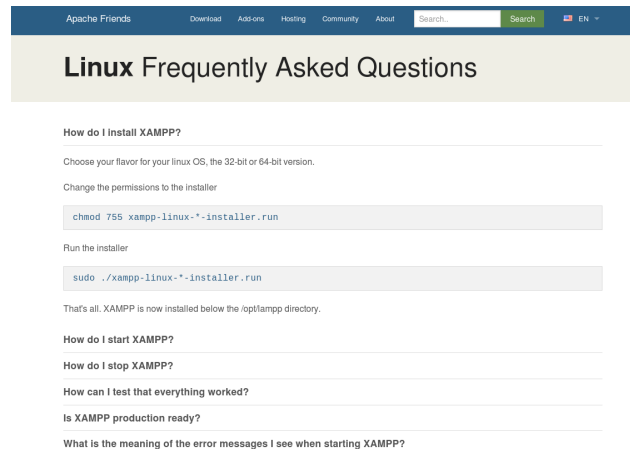 Apache Friends Download Add-ons Hosting Community About Search.. Search EN
Linux Frequently Asked Questions
How do I install XAMPP?
Choose your flavor for your linux OS, the 32-bit or 64-bit version.
Change the permissions to the installer
chmod 755 xampp-linux-*-installer.run
Run the installer
sudo ./xampp-linux-*-installer.run
That's all. XAMPP is now installed below the /opt/lampp directory.
How do I start XAMPP?
How do I stop XAMPP?
How can I test that everything worked?
Is XAMPP production ready?
What is the meaning of the error messages I see when starting XAMPP?